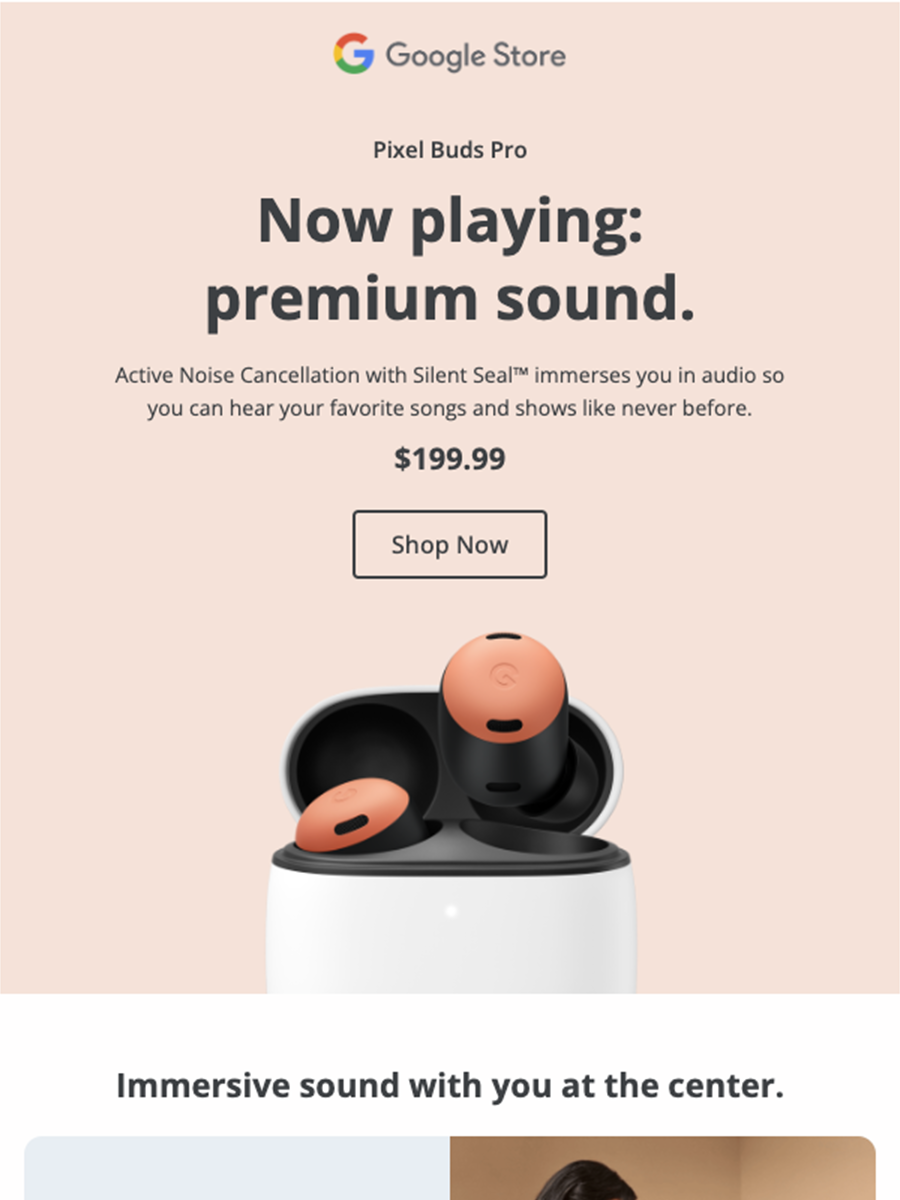 Google Store
Pixel Buds Pro
Now playing:
premium sound.
Active Noise Cancellation with Silent Seal™ immerses you in audio so
you can hear your favorite songs and shows like never before.
$199.99
Shop Now
Immersive sound with you at the center.